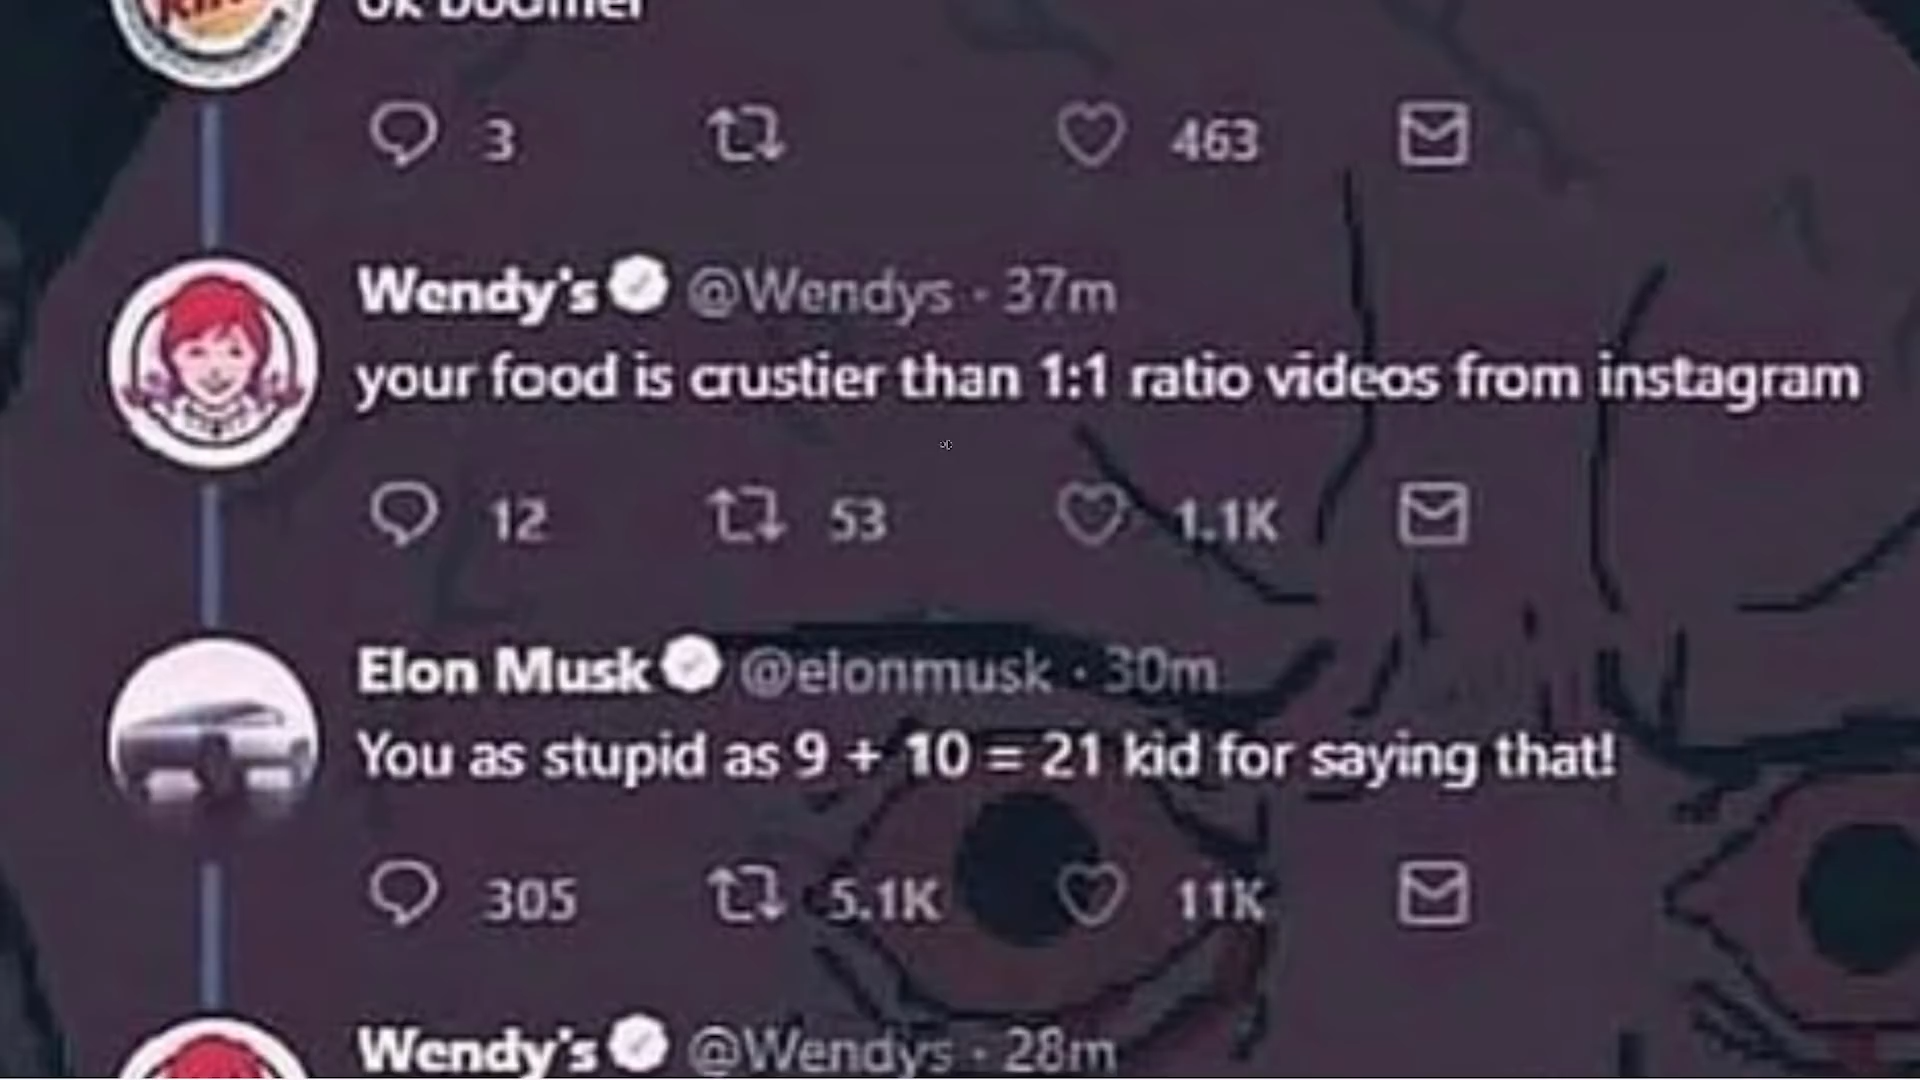 ok boomer
3 463
Wendy's @Wendys · 37m
your food is crustier than 1:1 ratio videos from instagram
12 53 1.1K
Elon Musk @elonmusk · 30m
You as stupid as 9 + 10 = 21 kid for saying that!
305 5.1K 11K
Wendy's @Wendys · 28m